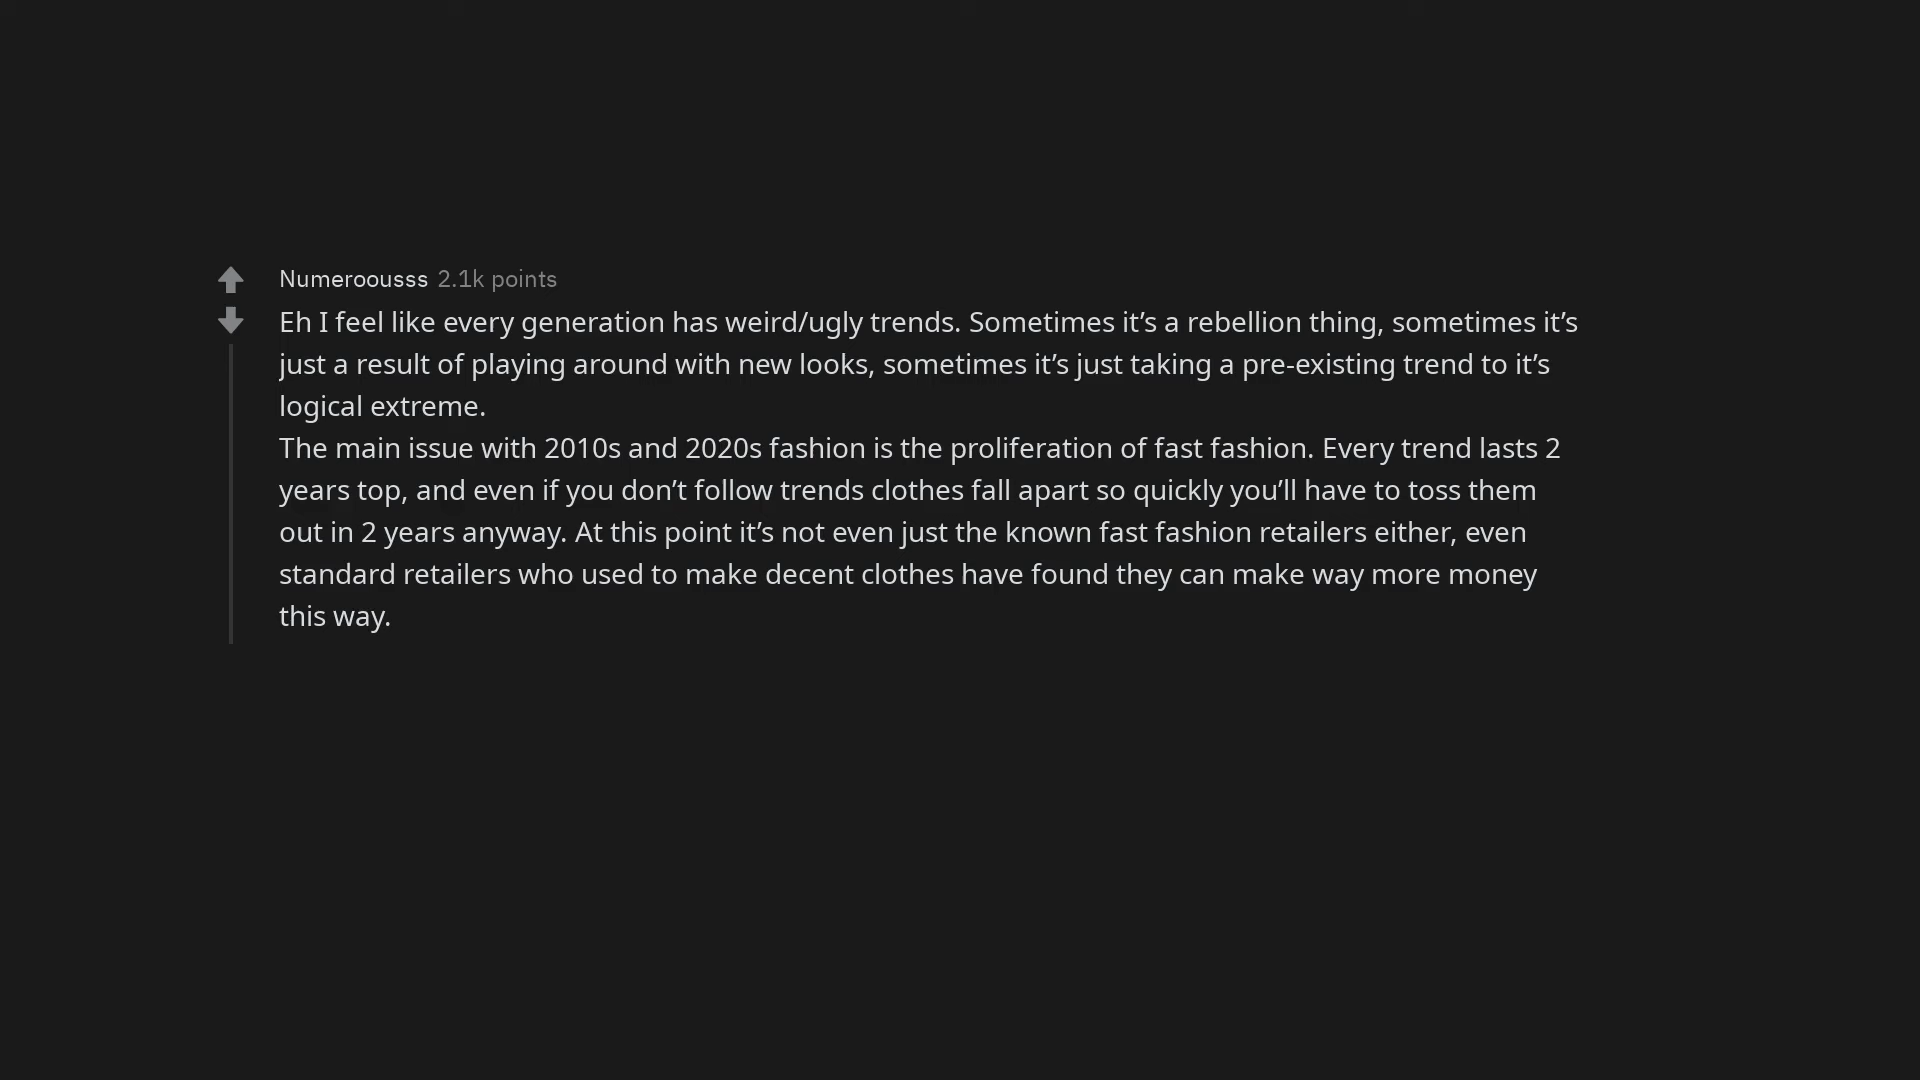 Numeroousss 2.1k points
Eh I feel like every generation has weird/ugly trends. Sometimes it’s a rebellion thing, sometimes it’s
just a result of playing around with new looks, sometimes it’s just taking a pre-existing trend to it’s
logical extreme.
The main issue with 2010s and 2020s fashion is the proliferation of fast fashion. Every trend lasts 2
years top, and even if you don’t follow trends clothes fall apart so quickly you’ll have to toss them
out in 2 years anyway. At this point it’s not even just the known fast fashion retailers either, even
standard retailers who used to make decent clothes have found they can make way more money
this way.